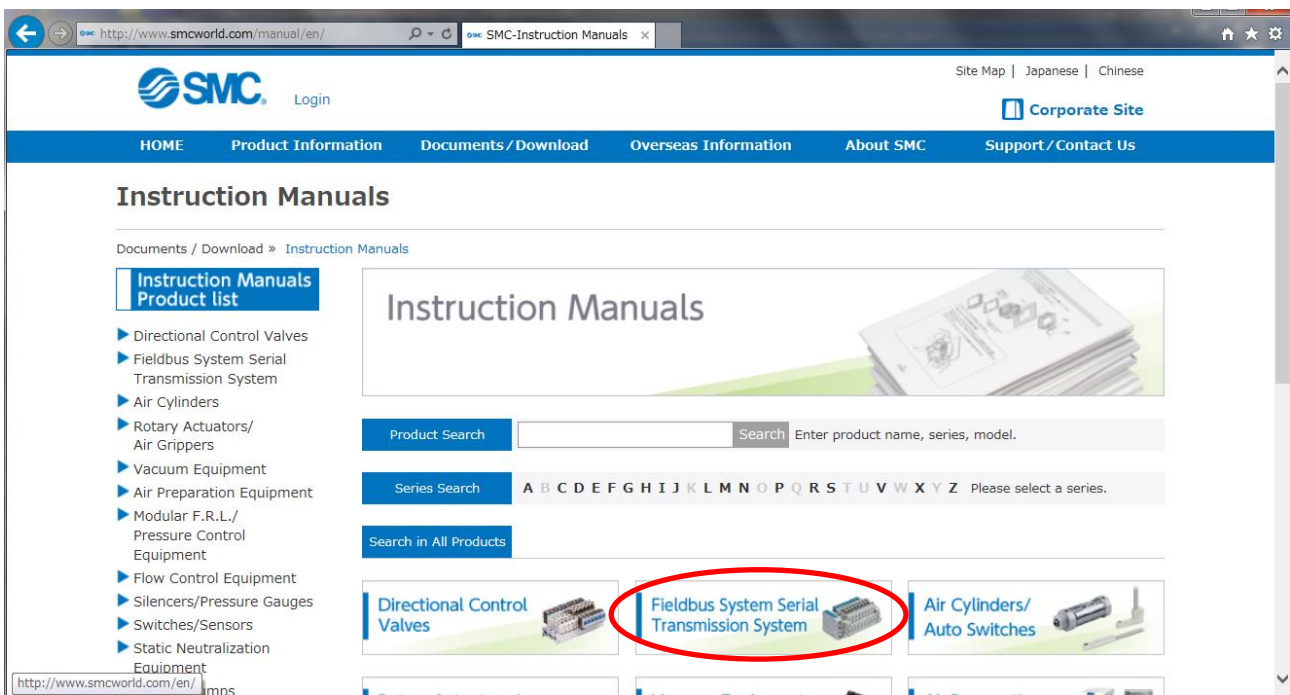 http://www.smcworld.com/manual/en/
SMC-Instruction Manuals
Site Map | Japanese | Chinese
SMC.
Login
Corporate Site
HOME Product Information Documents/Download Overseas Information About SMC Support/Contact Us
Instruction Manuals
Documents / Download » Instruction Manuals
Instruction Manuals
Product list
Directional Control Valves
Fieldbus System Serial
Transmission System
Air Cylinders
Rotary Actuators/
Air Grippers
Vacuum Equipment
Air Preparation Equipment
Modular F.R.L./
Pressure Control
Equipment
Flow Control Equipment
Silencers/Pressure Gauges
Switches/Sensors
Static Neutralization
Equipment
Instruction Manuals
Product Search Search Enter product name, series, model.
Series Search A B C D E F G H I J K L M N O P Q R S T U V W X Y Z Please select a series.
Search in All Products
Directional Control
Valves
Fieldbus System Serial
Transmission System
Air Cylinders/
Auto Switches
http://www.smcworld.com/en/